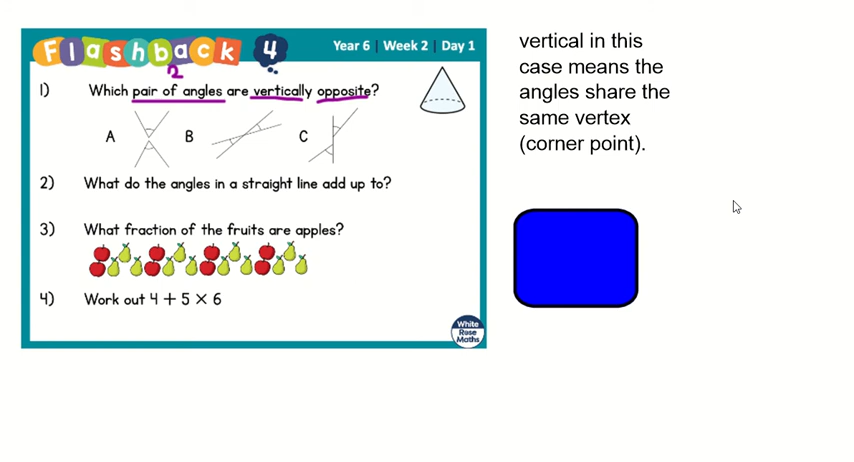 Flashback 4
Year 6 | Week 2 | Day 1
2
1) Which pair of angles are vertically opposite?
A B C
2) What do the angles in a straight line add up to?
3) What fraction of the fruits are apples?
4) Work out 4 + 5 × 6
White
Rose
Maths
vertical in this
case means the
angles share the
same vertex
(corner point).